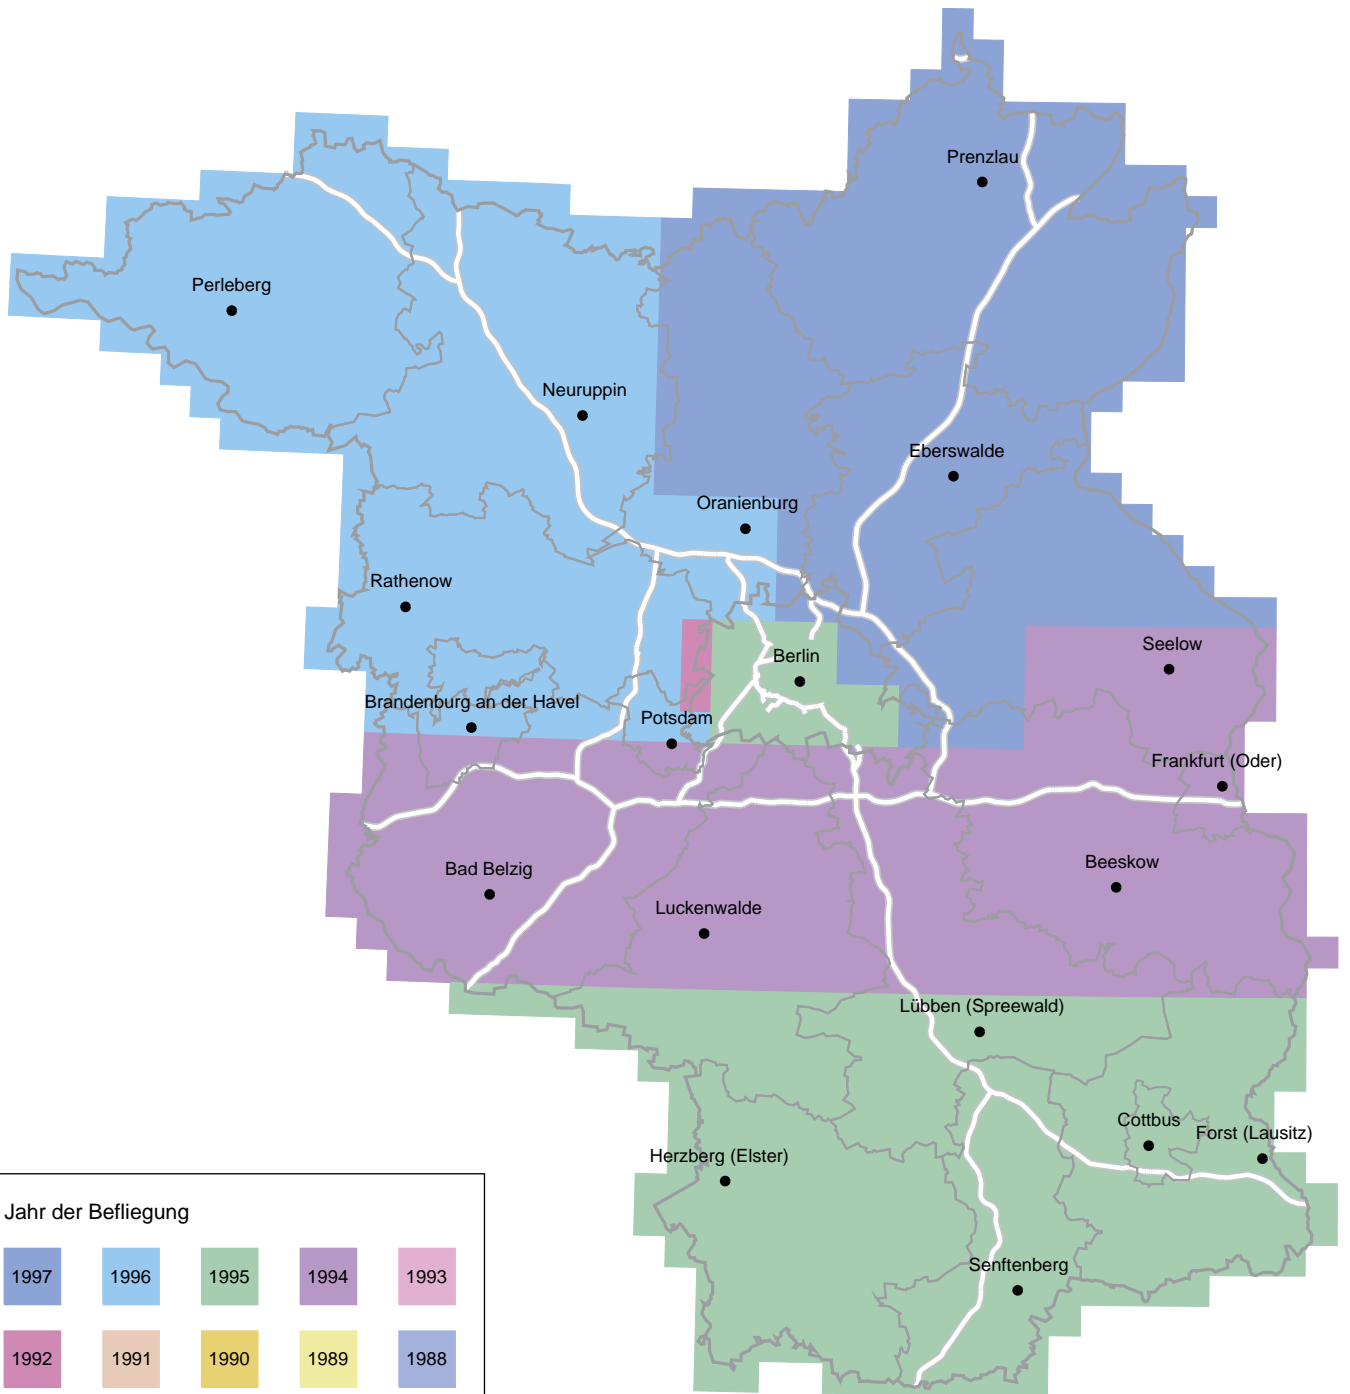 Prenzlau
Perleberg
Neuruppin
Eberswalde
Oranienburg
Rathenow
Seelow
Berlin
Brandenburg an der Havel
Potsdam
Frankfurt (Oder)
Beeskow
Bad Belzig
Luckenwalde
Lübben (Spreewald)
Cottbus
Forst (Lausitz)
Herzberg (Elster)
Senftenberg
Jahr der Befliegung
1997 1996 1995 1994 1993
1992 1991 1990 1989 1988